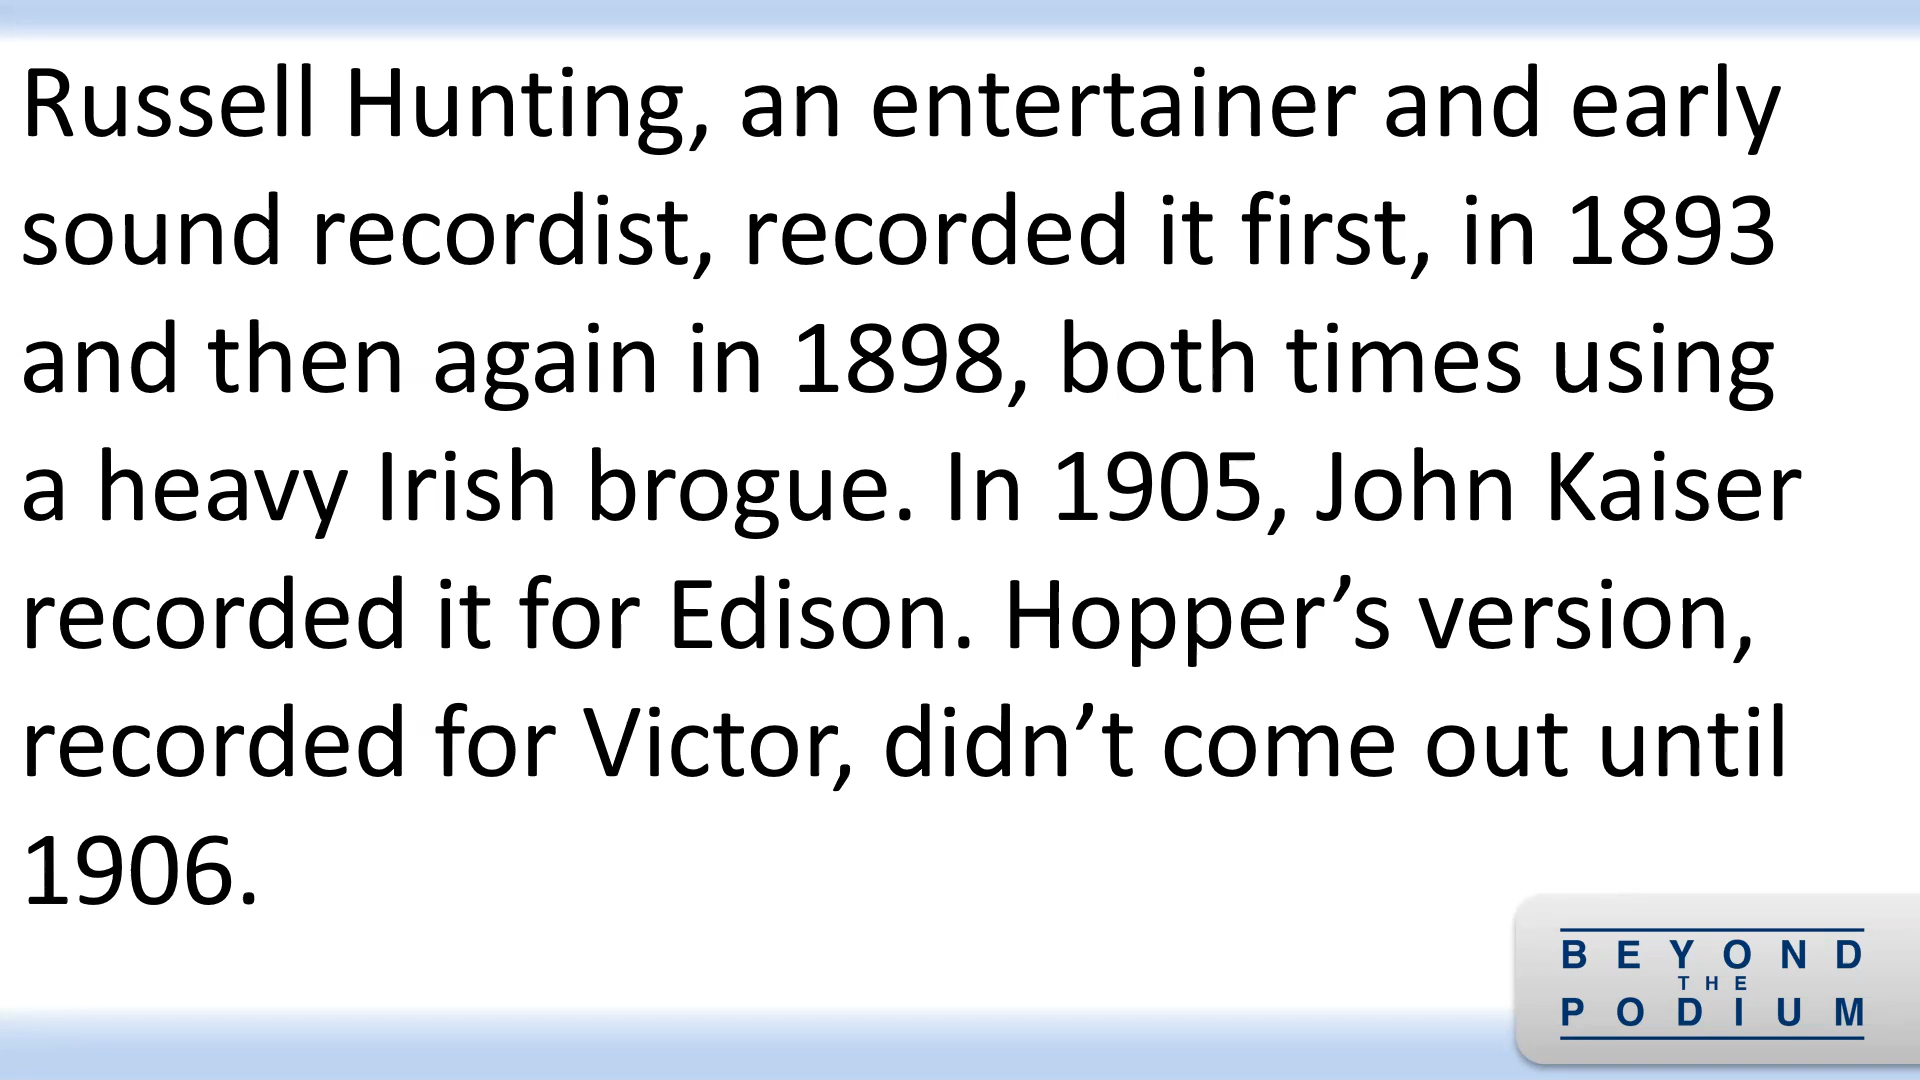 Russell Hunting, an entertainer and early
sound recordist, recorded it first, in 1893
and then again in 1898, both times using
a heavy Irish brogue. In 1905, John Kaiser
recorded it for Edison. Hopper’s version,
recorded for Victor, didn’t come out until
1906.
BEYOND
THE
PODIUM